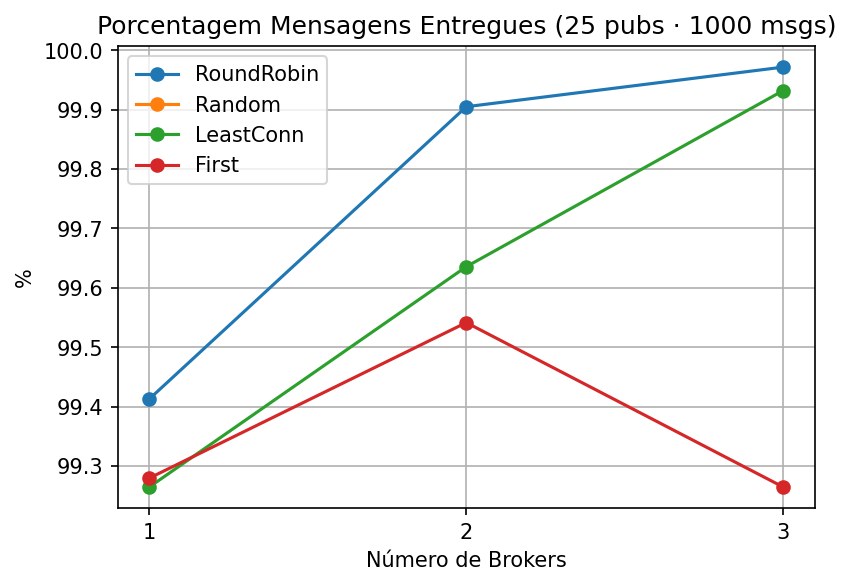 Porcentagem Mensagens Entregues (25 pubs · 1000 msgs)
100.0
99.9
99.8
99.7
99.6
99.5
99.4
99.3
%
RoundRobin
Random
LeastConn
First
1
2
3
Número de Brokers